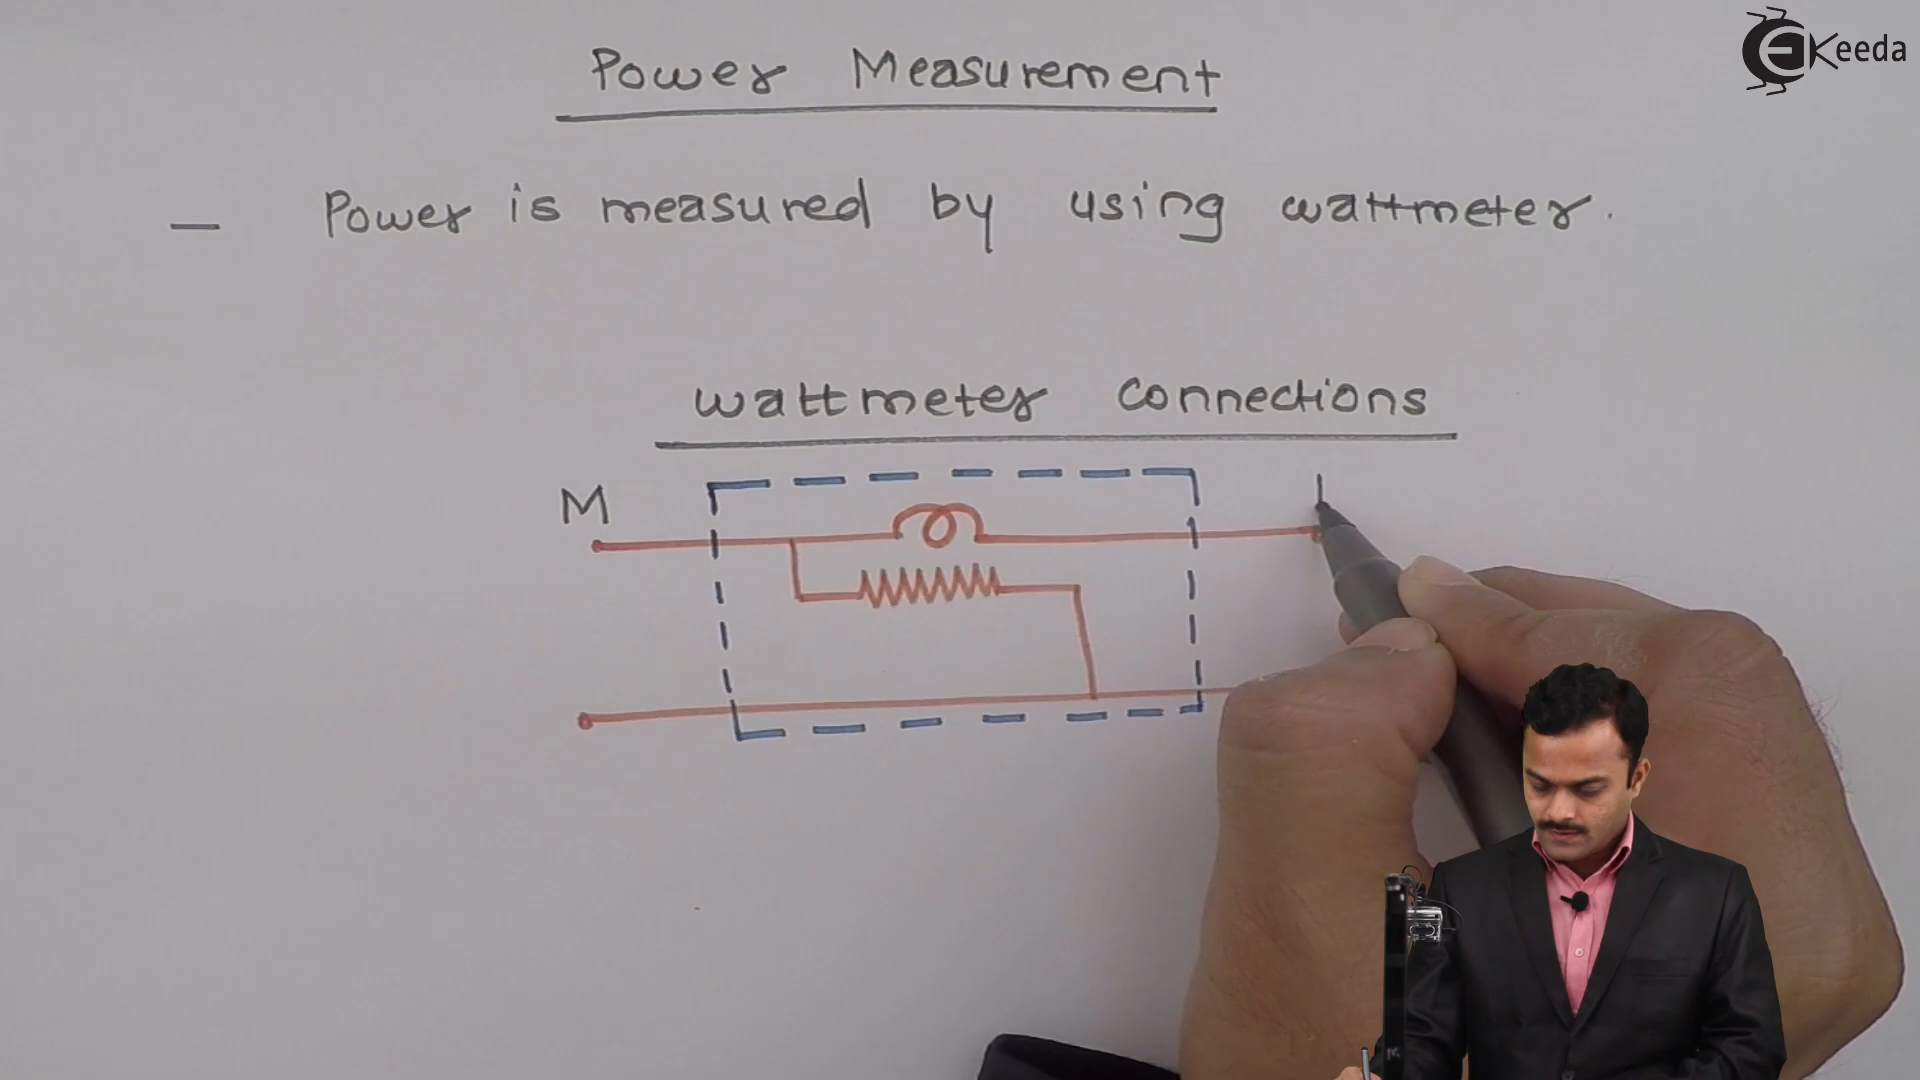 Keeda
Power Measurement
— Power is measured by using wattmeter.
Wattmeter Connections
M